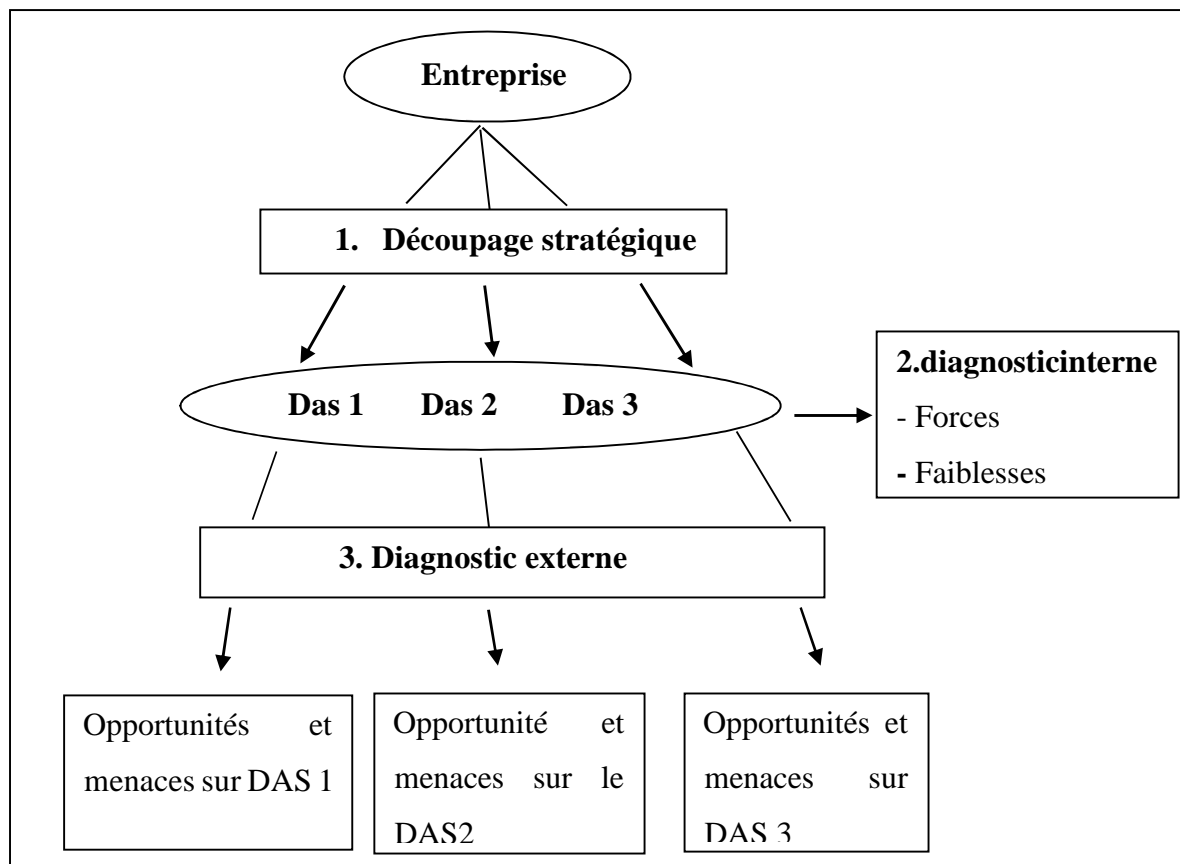 Entreprise
1. Découpage stratégique
Das 1 Das 2 Das 3
2.diagnosticinterne
- Forces
- Faiblesses
3. Diagnostic externe
Opportunités et
menaces sur DAS 1
Opportunité et
menaces sur le
DAS2
Opportunités et
menaces sur
DAS 3